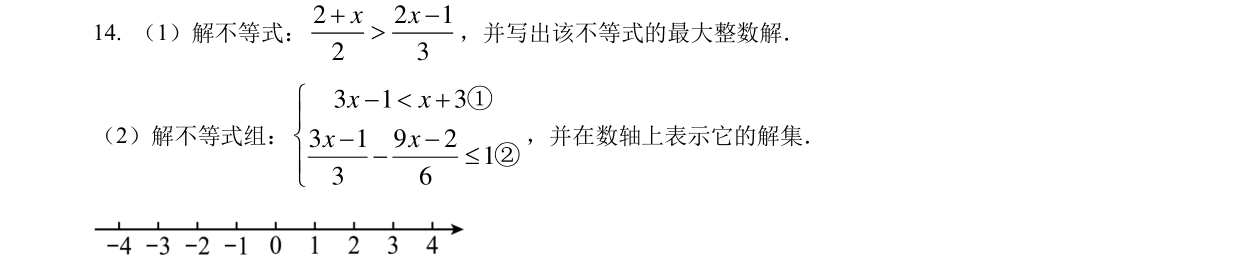 14. （1）解不等式：(2+x)/2 > (2x−1)/3，并写出该不等式的最大整数解.
（2）解不等式组：{3x−1<x+3①
(3x−1)/3 − (9x−2)/6 ≤1②，并在数轴上表示它的解集.
−4 −3 −2 −1 0 1 2 3 4